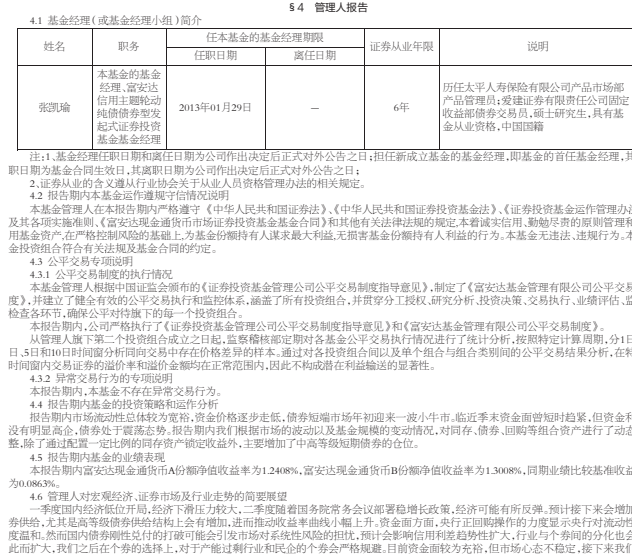 §4 管理人报告
4.1 基金经理(或基金经理小组)简介
姓名
职务
任本基金的基金经理期限
任职日期
离任日期
证券从业年限
说明
张凯瑜
本基金的基金
经理、富安达
信用主题轮动
纯债债券型发
起式证券投资
基金基金经理
2013年01月29日
—
6年
历任太平人寿保险有限公司产品市场部
产品管理员;爱建证券有限责任公司固定
收益部债券交易员,硕士研究生,具有基
金从业资格,中国国籍
注:1、基金经理任职日期和离任日期为公司作出决定后正式对外公告之日;担任新成立基金的基金经理,即基金的首任基金经理,其
职日期为基金合同生效日,其离职日期为公司作出决定后正式对外公告之日;
2、证券从业的含义遵从行业协会关于从业人员资格管理办法的相关规定。
4.2 报告期内本基金运作遵规守信情况说明
本基金管理人在本报告期内严格遵守《中华人民共和国证券法》、《中华人民共和国证券投资基金法》、《证券投资基金运作管理办法
及其各项实施准则、《富安达现金通货币市场证券投资基金基金合同》和其他有关法律法规的规定,本着诚实信用、勤勉尽责的原则管理和
用基金资产,在严格控制风险的基础上,为基金份额持有人谋求最大利益,无损害基金份额持有人利益的行为。本基金无违法、违规行为。本
金投资组合符合有关法规及基金合同的约定。
4.3 公平交易专项说明
4.3.1 公平交易制度的执行情况
本基金管理人根据中国证监会颁布的《证券投资基金管理公司公平交易制度指导意见》,制定了《富安达基金管理有限公司公平交易
度》,并建立了健全有效的公平交易执行和监控体系,涵盖了所有投资组合,并贯穿分工授权、研究分析、投资决策、交易执行、业绩评估、监
检查各环节,确保公平对待旗下的每一个投资组合。
本报告期内,公司严格执行了《证券投资基金管理公司公平交易制度指导意见》和《富安达基金管理有限公司公平交易制度》。
从管理人旗下第二个投资组合成立之日起,监察稽核部定期对各基金公平交易执行情况进行了统计分析,按照特定计算周期,分1日
日、5日和10日时间窗分析同向交易中存在价格差异的样本。通过对各投资组合间以及单个组合与组合类别间的公平交易结果分析,在特
时间窗内交易证券的溢价率和溢价金额均在正常范围内,因此不构成潜在利益输送的显著性。
4.3.2 异常交易行为的专项说明
本报告期内,本基金不存在异常交易行为。
4.4 报告期内基金的投资策略和运作分析
报告期内市场流动性总体较为宽裕,资金价格逐步走低,债券短端市场年初迎来一波小牛市。临近季末资金面曾短时趋紧,但资金利
没有明显高企,债券处于震荡态势。报告期内我们根据市场的波动以及基金规模的变动情况,对同存、债券、回购等组合资产进行了动态
整,除了通过配置一定比例的同存资产锁定收益外,主要增加了中高等级短期债券的仓位。
4.5 报告期内基金的业绩表现
本报告期内富安达现金通货币A份额净值收益率为1.2408%,富安达现金通货币B份额净值收益率为1.3008%,同期业绩比较基准收益
为0.0863%。
4.6 管理人对宏观经济、证券市场及行业走势的简要展望
一季度国内经济低位开局,经济下滑压力较大,二季度随着国务院常务会议部署稳增长政策,经济可能有所反弹。预计接下来会增加
券供给,尤其是高等级债券供给结构上会有增加,进而推动收益率曲线小幅上升。资金面方面,央行正回购操作的力度显示央行对流动性
度温和。然而国内债券刚性兑付的打破可能会引发市场对系统性风险的担忧,预计会影响信用利差趋势性扩大,行业与个券间的分化也会
此而扩大,我们之后在个券的选择上,对于产能过剩行业和民企的个券会严格规避。目前资金面较为充裕,但市场心态不稳定,接下来我